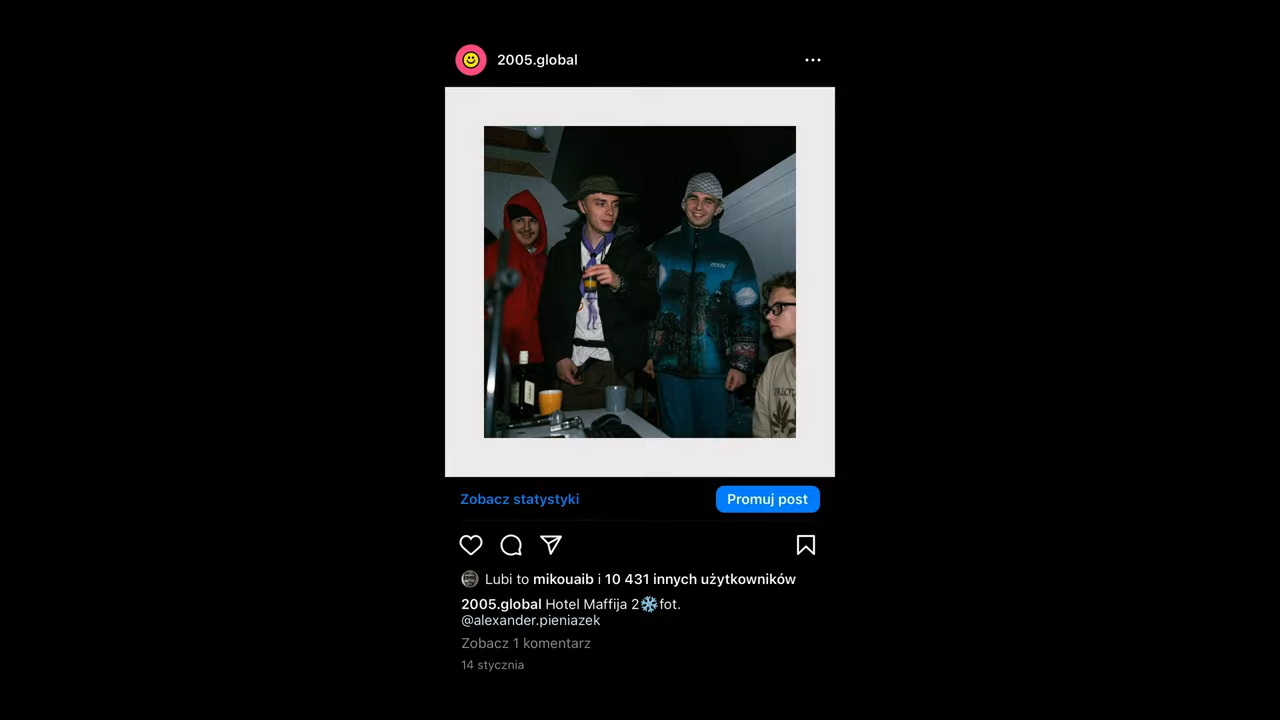 2005.global
2005
Zobacz statystyki
Promuj post
Lubi to mikouaib i 10 431 innych użytkowników
2005.global Hotel Maffija 2❄️fot.
@alexander.pieniazek
Zobacz 1 komentarz
14 stycznia